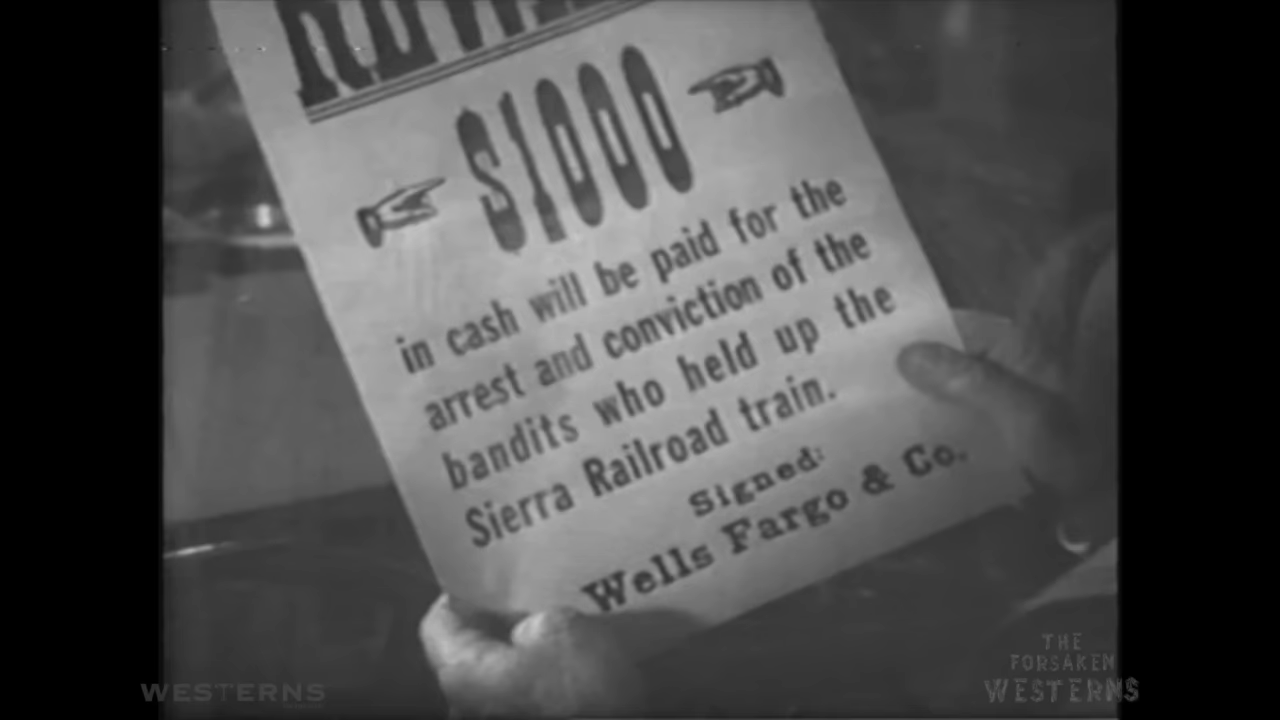 $1000
in cash will be paid for the
arrest and conviction of the
bandits who held up the
Sierra Railroad train.
Signed:
Wells Fargo & Co.
WESTERNS
THE
FORSAKEN
WESTERNS